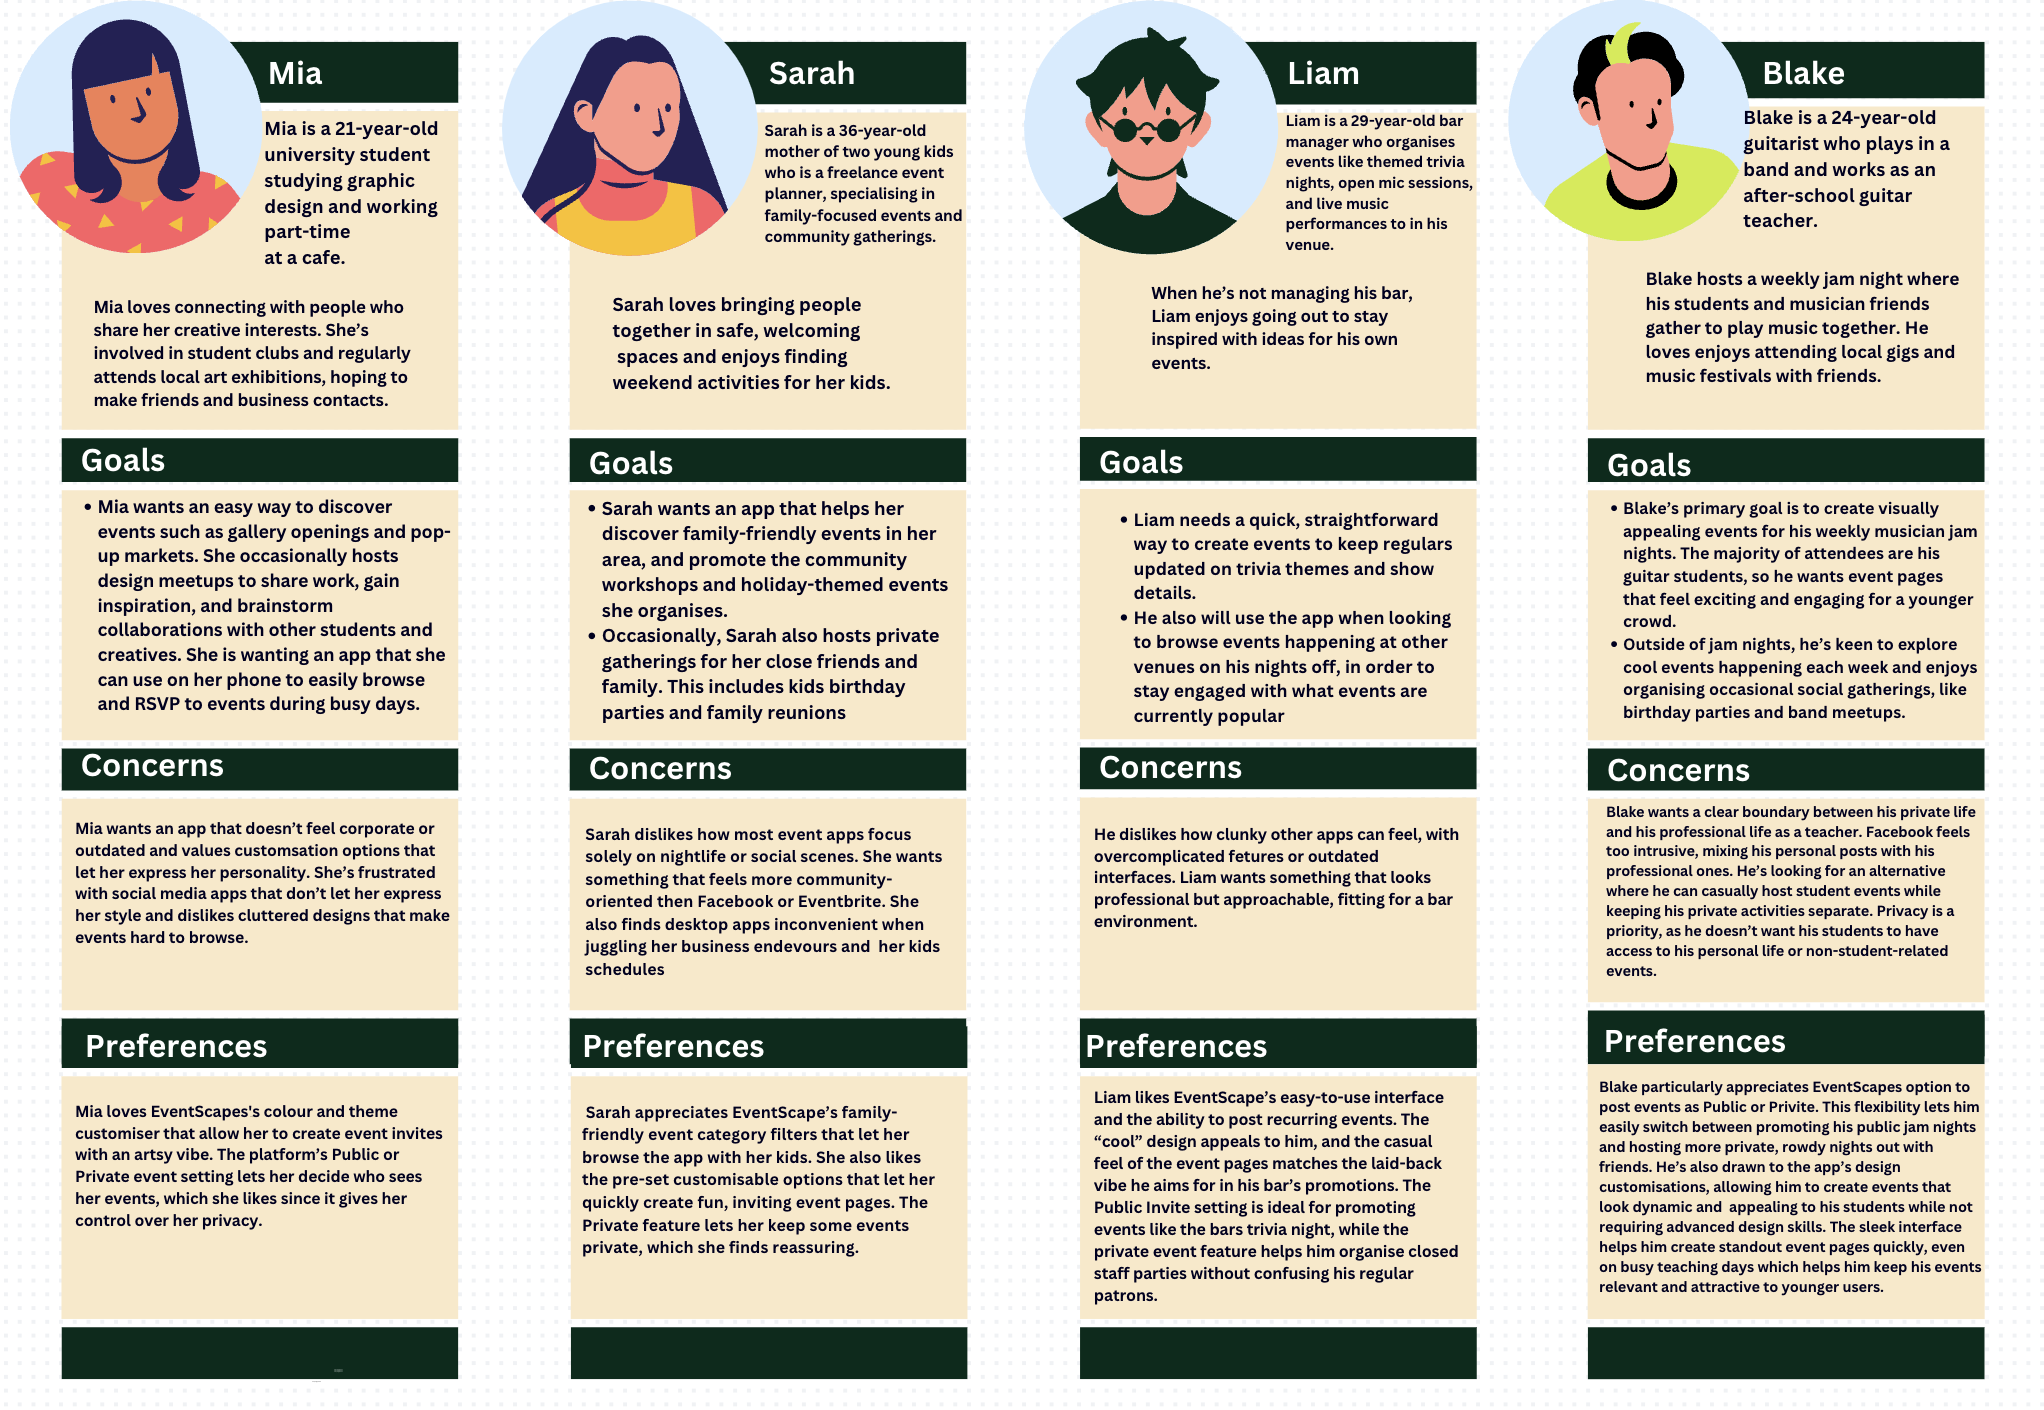 Mia
Mia is a 21-year-old
university student
studying graphic
design and working
part-time
at a cafe.
Mia loves connecting with people who
share her creative interests. She’s
involved in student clubs and regularly
attends local art exhibitions, hoping to
make friends and business contacts.
Goals
• Mia wants an easy way to discover
events such as gallery openings and pop-
up markets. She occasionally hosts
design meetups to share work, gain
inspiration, and brainstorm
collaborations with other students and
creatives. She is wanting an app that she
can use on her phone to easily browse
and RSVP to events during busy days.
Concerns
Mia wants an app that doesn’t feel corporate or
outdated and values customsation options that
let her express her personality. She’s frustrated
with social media apps that don’t let her express
her style and dislikes cluttered designs that make
events hard to browse.
Preferences
Mia loves EventScapes's colour and theme
customiser that allow her to create event invites
with an artsy vibe. The platform’s Public or
Private event setting lets her decide who sees
her events, which she likes since it gives her
control over her privacy.
Sarah
Sarah is a 36-year-old
mother of two young kids
who is a freelance event
planner, specialising in
family-focused events and
community gatherings.
Sarah loves bringing people
together in safe, welcoming
spaces and enjoys finding
weekend activities for her kids.
Goals
• Sarah wants an app that helps her
discover family-friendly events in her
area, and promote the community
workshops and holiday-themed events
she organises.
• Occasionally, Sarah also hosts private
gatherings for her close friends and
family. This includes kids birthday
parties and family reunions
Concerns
Sarah dislikes how most event apps focus
solely on nightlife or social scenes. She wants
something that feels more community-
oriented then Facebook or Eventbrite. She
also finds desktop apps inconvenient when
juggling her business endevours and  her kids
schedules
Preferences
Sarah appreciates EventScape’s family-
friendly event category filters that let her
browse the app with her kids. She also likes
the pre-set customisable options that let her
quickly create fun, inviting event pages. The
Private feature lets her keep some events
private, which she finds reassuring.
Liam
Liam is a 29-year-old bar
manager who organises
events like themed trivia
nights, open mic sessions,
and live music
performances to in his
venue.
When he’s not managing his bar,
Liam enjoys going out to stay
inspired with ideas for his own
events.
Goals
• Liam needs a quick, straightforward
way to create events to keep regulars
updated on trivia themes and show
details.
• He also will use the app when looking
to browse events happening at other
venues on his nights off, in order to
stay engaged with what events are
currently popular
Concerns
He dislikes how clunky other apps can feel, with
overcomplicated fetures or outdated
interfaces. Liam wants something that looks
professional but approachable, fitting for a bar
environment.
Preferences
Liam likes EventScape’s easy-to-use interface
and the ability to post recurring events. The
“cool” design appeals to him, and the casual
feel of the event pages matches the laid-back
vibe he aims for in his bar’s promotions. The
Public Invite setting is ideal for promoting
events like the bars trivia night, while the
private event feature helps him organise closed
staff parties without confusing his regular
patrons.
Blake
Blake is a 24-year-old
guitarist who plays in a
band and works as an
after-school guitar
teacher.
Blake hosts a weekly jam night where
his students and musician friends
gather to play music together. He
loves enjoys attending local gigs and
music festivals with friends.
Goals
• Blake’s primary goal is to create visually
appealing events for his weekly musician jam
nights. The majority of attendees are his
guitar students, so he wants event pages
that feel exciting and engaging for a younger
crowd.
• Outside of jam nights, he’s keen to explore
cool events happening each week and enjoys
organising occasional social gatherings, like
birthday parties and band meetups.
Concerns
Blake wants a clear boundary between his private life
and his professional life as a teacher. Facebook feels
too intrusive, mixing his personal posts with his
professional ones. He’s looking for an alternative
where he can casually host student events while
keeping his private activities separate. Privacy is a
priority, as he doesn’t want his students to have
access to his personal life or non-student-related
events.
Preferences
Blake particularly appreciates EventScapes option to
post events as Public or Privite. This flexibility lets him
easily switch between promoting his public jam nights
and hosting more private, rowdy nights out with
friends. He’s also drawn to the app’s design
customisations, allowing him to create events that
look dynamic and  appealing to his students while not
requiring advanced design skills. The sleek interface
helps him create standout event pages quickly, even
on busy teaching days which helps him keep his events
relevant and attractive to younger users.